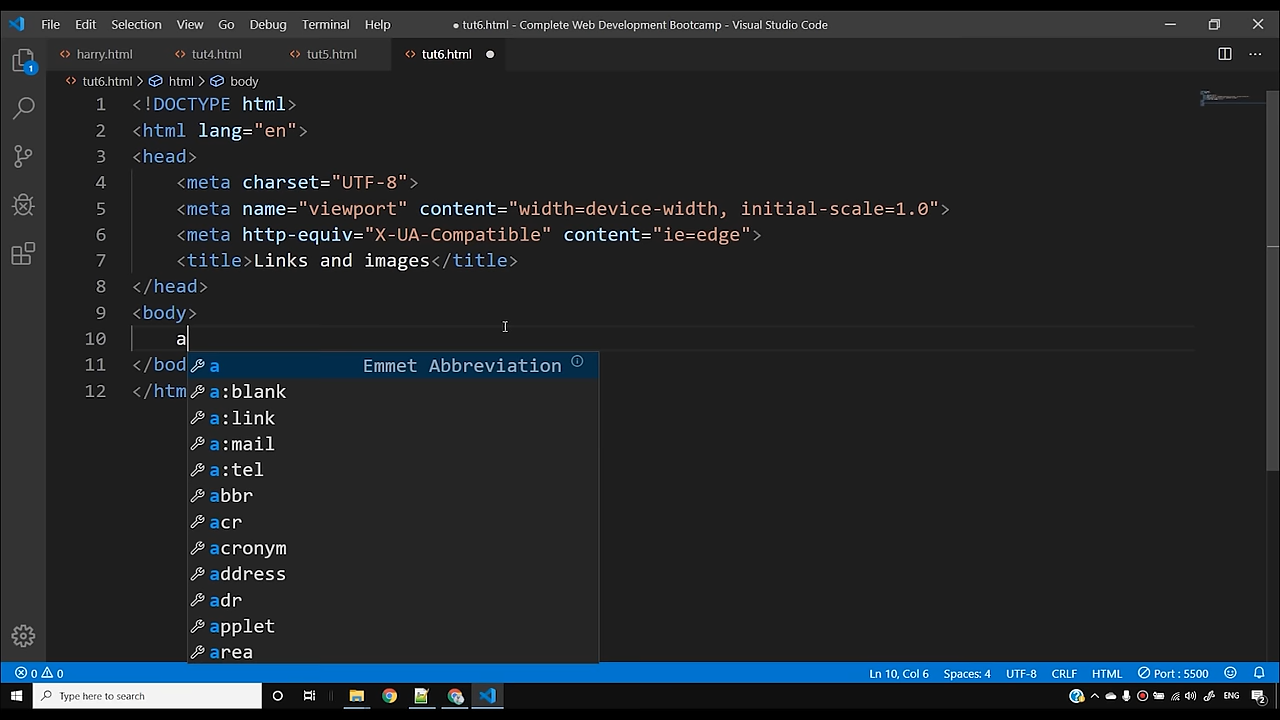 File Edit Selection View Go Debug Terminal Help
● tut6.html - Complete Web Development Bootcamp - Visual Studio Code
harry.html tut4.html tut5.html tut6.html
1
tut6.html > html > body
1 <!DOCTYPE html>
2 <html lang="en">
3 <head>
4 <meta charset="UTF-8">
5 <meta name="viewport" content="width=device-width, initial-scale=1.0">
6 <meta http-equiv="X-UA-Compatible" content="ie=edge">
7 <title>Links and images</title>
8 </head>
9 <body>
10 a
11 </bod
12 </htm
a Emmet Abbreviation
a:blank
a:link
a:mail
a:tel
abbr
acr
acronym
address
adr
applet
area
0 0 Ln 10, Col 6 Spaces: 4 UTF-8 CRLF HTML Port : 5500
Type here to search ENG 2